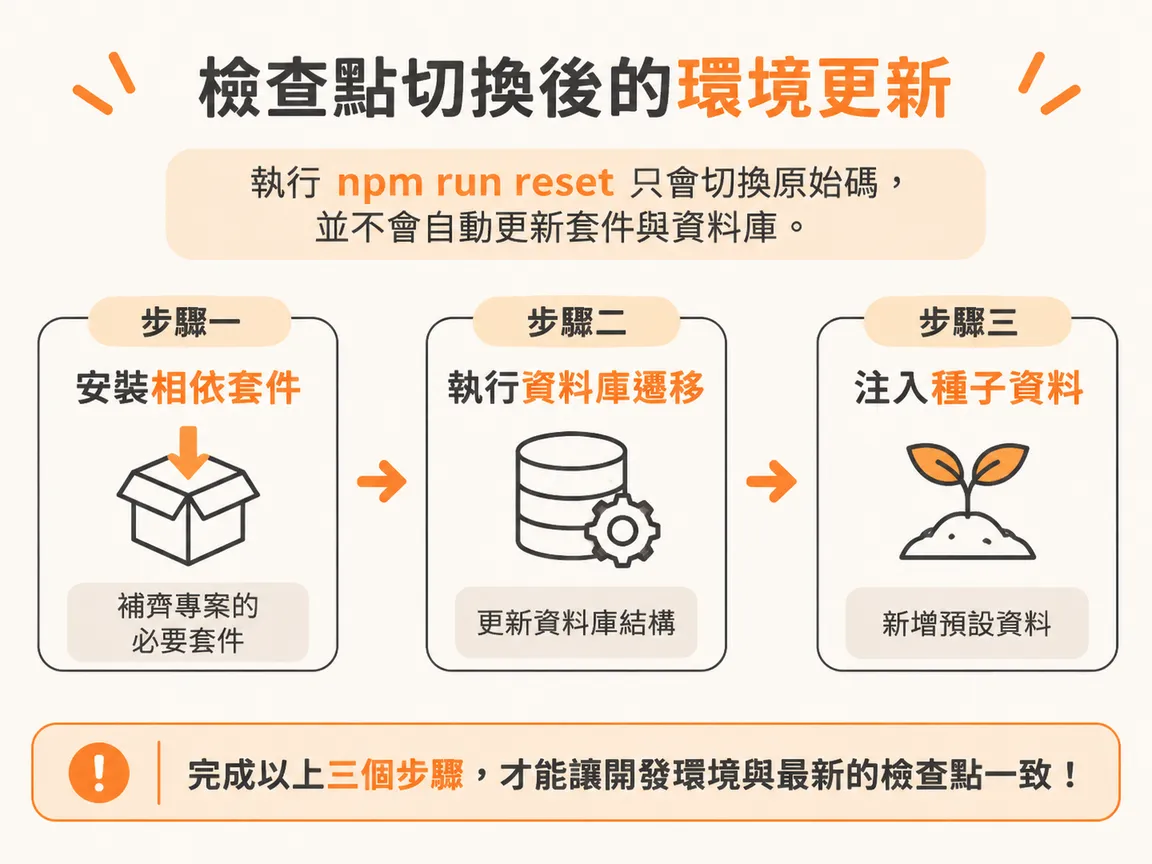 檢查點切換後的環境更新
執行 npm run reset 只會切換原始碼，
並不會自動更新套件與資料庫。
步驟一
安裝相依套件
補齊專案的
必要套件
步驟二
執行資料庫遷移
更新資料庫結構
步驟三
注入種子資料
新增預設資料
完成以上三個步驟，才能讓開發環境與最新的檢查點一致！